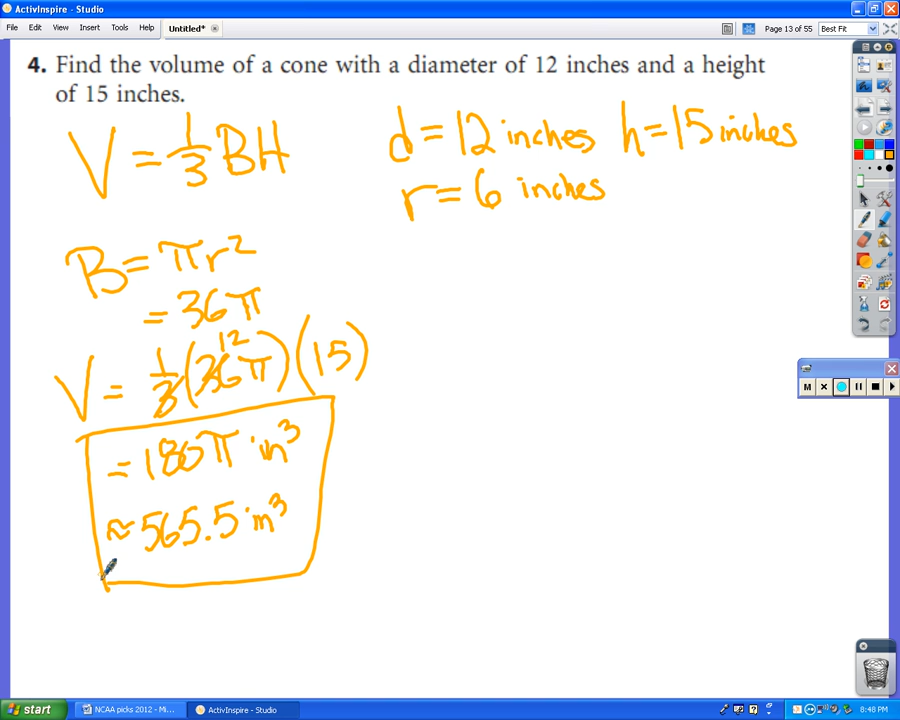 ActivInspire - Studio
File Edit View Insert Tools Help Untitled* Page 13 of 55 Best Fit
4. Find the volume of a cone with a diameter of 12 inches and a height
of 15 inches.
V = 1/3 BH
d = 12 inches h = 15 inches
r = 6 inches
B = πr²
= 36π
12
V = 1/3 (36π)(15)
= 180π in³
≈ 565.5 in³
M
start NCAA picks 2012 - Mi... ActivInspire - Studio 8:48 PM